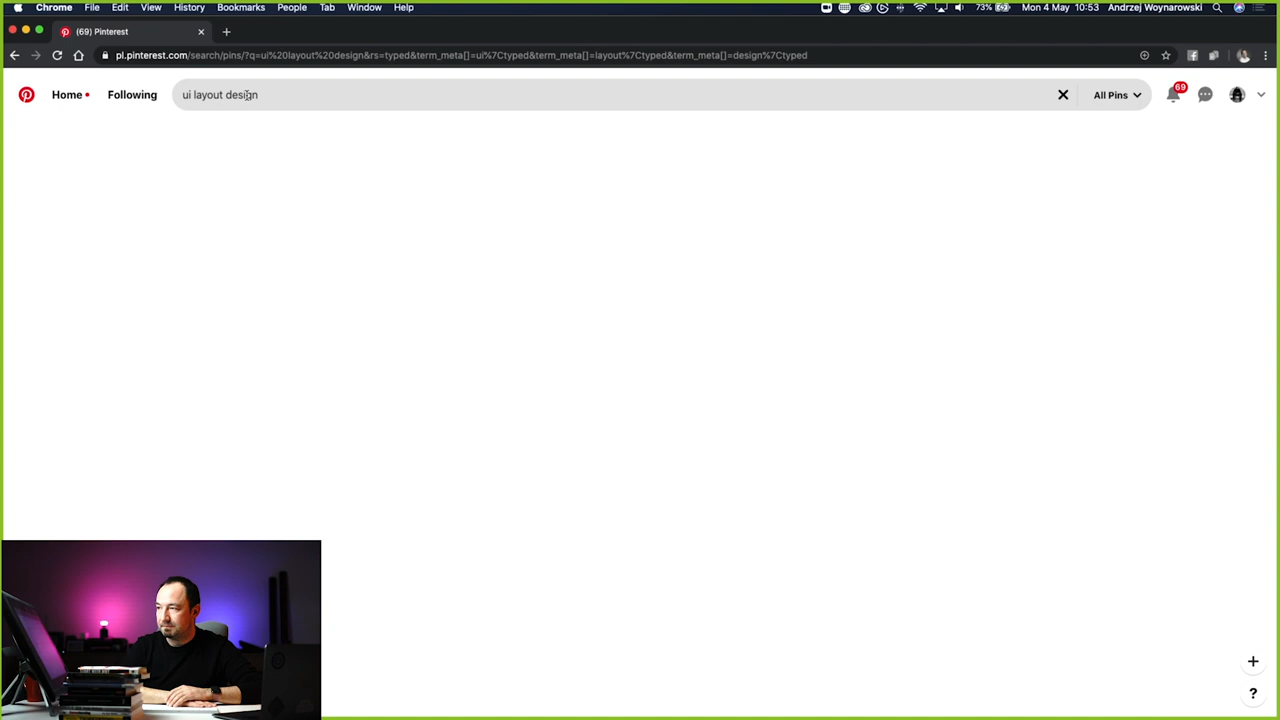 Chrome File Edit View History Bookmarks People Tab Window Help 73% Mon 4 May 10:53 Andrzej Woynarowski
(69) Pinterest
pl.pinterest.com/search/pins/?q=ui%20layout%20design&rs=typed&term_meta[]=ui%7Ctyped&term_meta[]=layout%7Ctyped&term_meta[]=design%7Ctyped
Home Following ui layout design All Pins 69